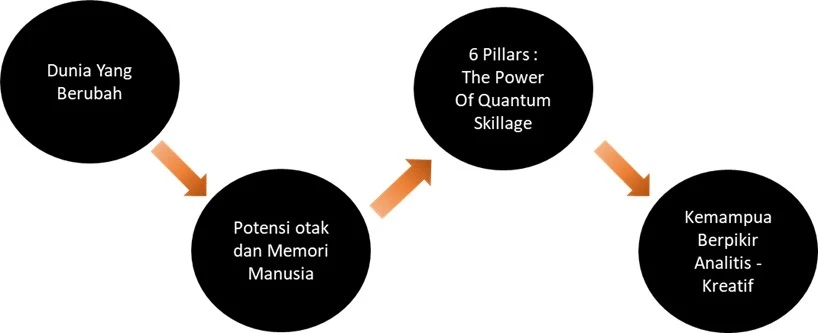 Dunia Yang
Berubah
Potensi otak
dan Memori
Manusia
6 Pillars :
The Power
Of Quantum
Skillage
Kemampua
Berpikir
Analitis -
Kreatif